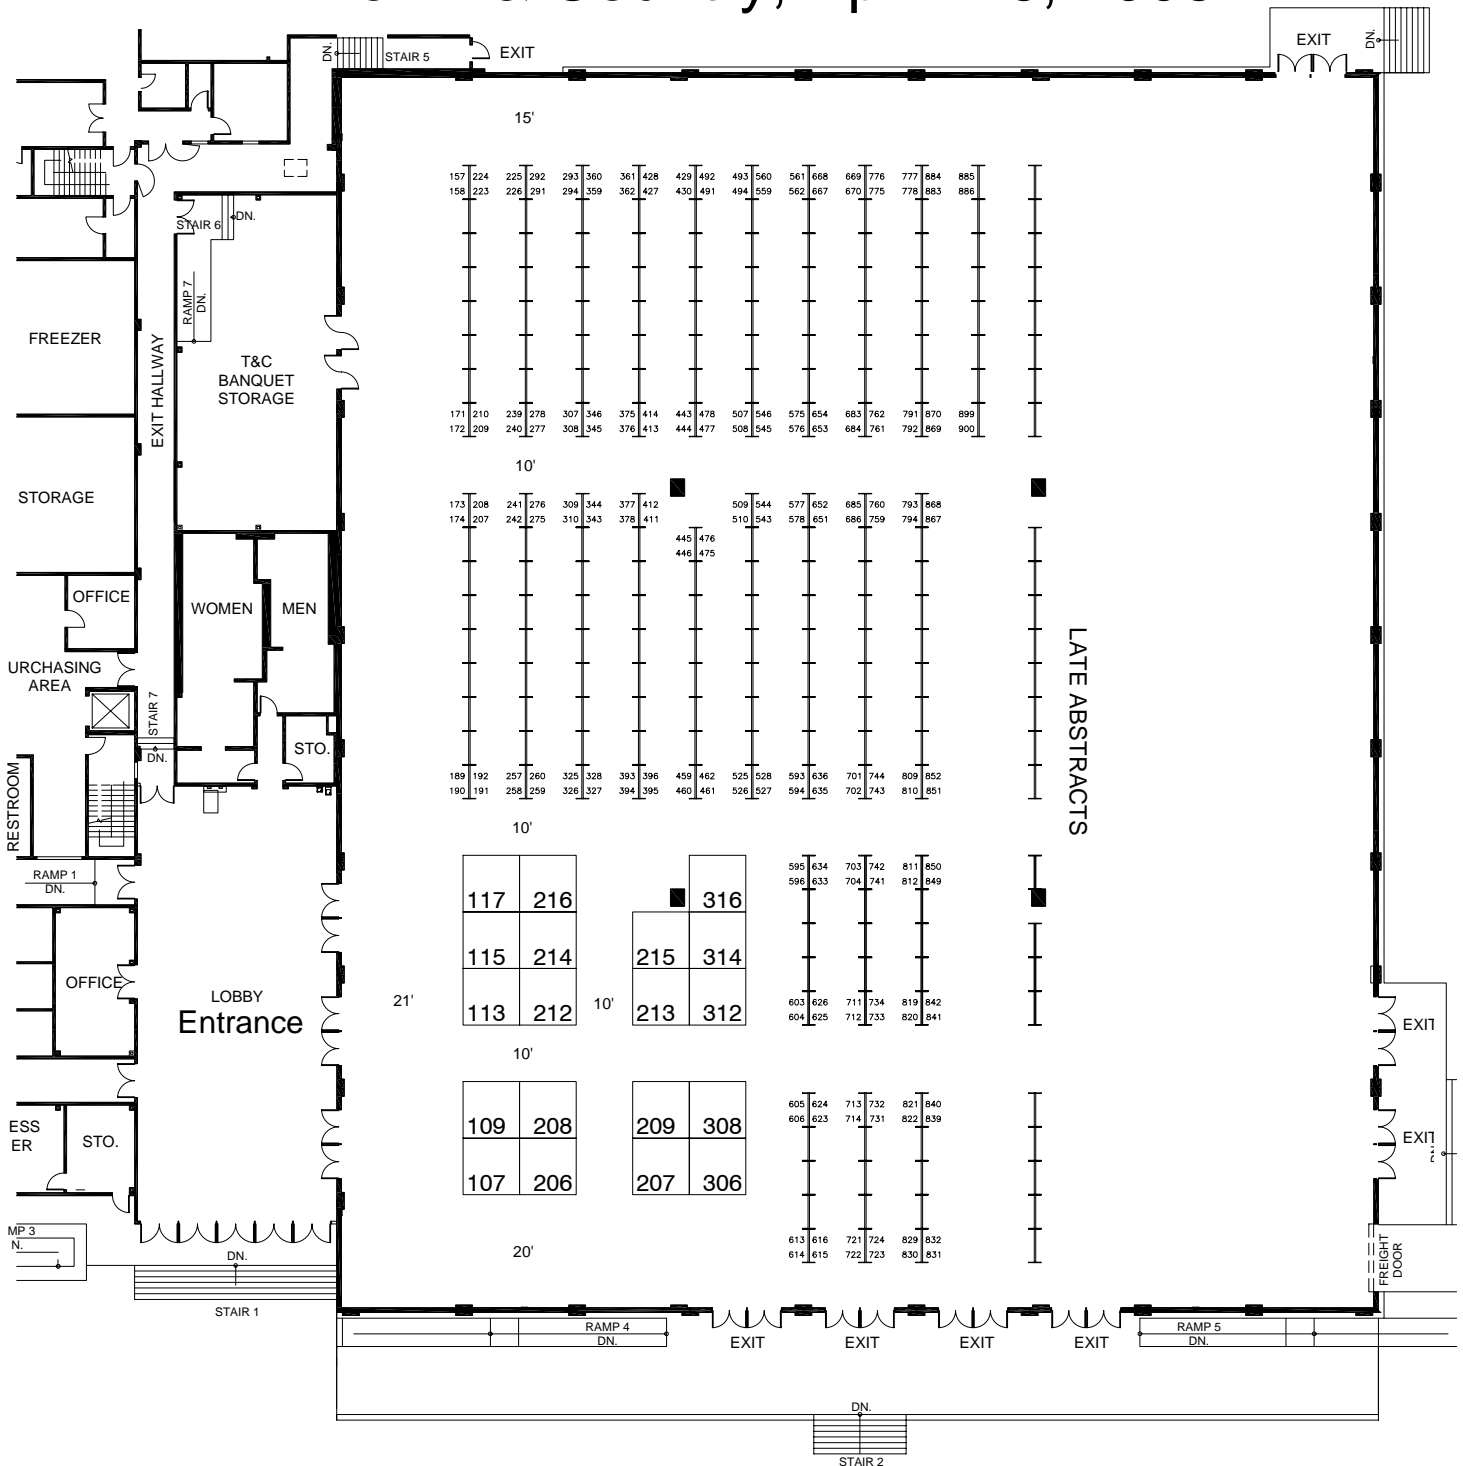 STAIR 5
DN.
EXIT
EXIT
DN.
15'
157 224 225 292 293 360 361 428 429 492 493 560 561 668 669 776 777 884 885
158 223 226 291 294 359 362 427 430 491 494 559 562 667 670 775 778 883 886
STAIR 6
DN.
RAMP 7
DN.
FREEZER
EXIT HALLWAY
T&C
BANQUET
STORAGE
171 210 239 278 307 346 375 414 443 478 507 546 575 654 683 762 791 870 899
172 209 240 277 308 345 376 413 444 477 508 545 576 653 684 761 792 869 900
10'
STORAGE
173 208 241 276 309 344 377 412 509 544 577 652 685 760 793 868
174 207 242 275 310 343 378 411 510 543 578 651 686 759 794 867
445 476
446 475
OFFICE
WOMEN
MEN
LATE ABSTRACTS
URCHASING
AREA
STAIR 7
DN.
STO.
RESTROOM
189 192 257 260 325 328 393 396 459 462 525 528 593 636 701 744 809 852
190 191 258 259 326 327 394 395 460 461 526 527 594 635 702 743 810 851
10'
RAMP 1
DN.
595 634 703 742 811 850
596 633 704 741 812 849
117 216 316
115 214 215 314
113 212 213 312
OFFICE
LOBBY
Entrance
21'
10'
603 626 711 734 819 842
604 625 712 733 820 841
EXIT
10'
605 624 713 732 821 840
606 623 714 731 822 839
109 208 209 308
107 206 207 306
ESS
ER
STO.
EXIT
DN.
MP 3
N.
DN.
STAIR 1
20'
613 616 721 724 829 832
614 615 722 723 830 831
FREIGHT
DOOR
RAMP 4
DN.
EXIT
EXIT
EXIT
EXIT
RAMP 5
DN.
DN.
STAIR 2